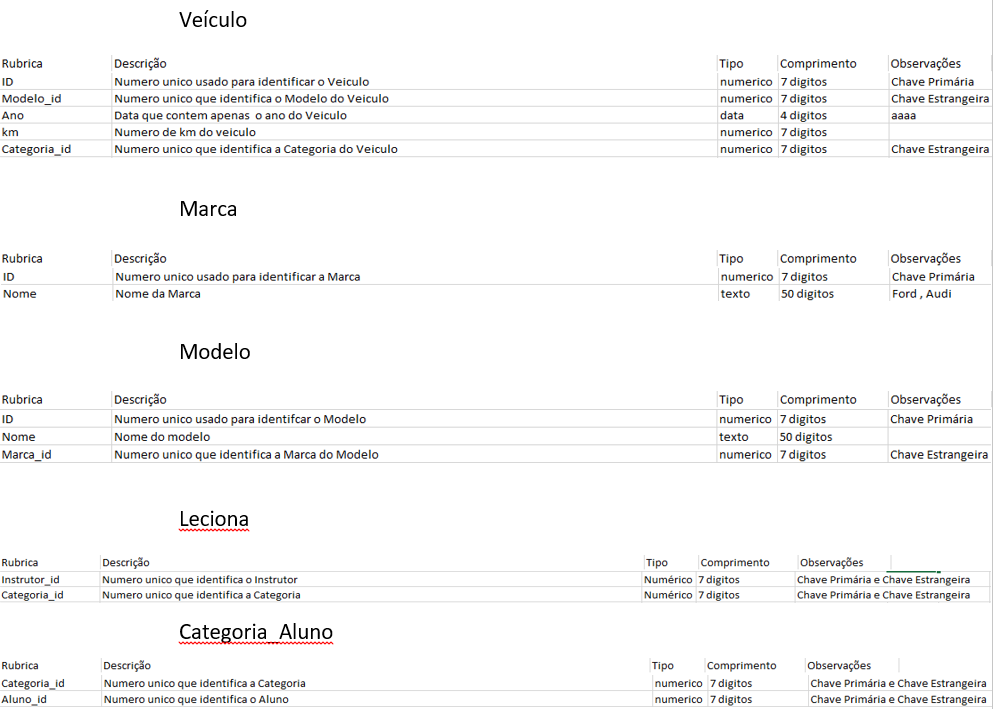 Veículo
Rubrica Descrição Tipo Comprimento Observações
ID Numero unico usado para identificar o Veiculo numerico 7 digitos Chave Primária
Modelo_id Numero unico que identifica o Modelo do Veiculo numerico 7 digitos Chave Estrangeira
Ano Data que contem apenas o ano do Veiculo data 4 digitos aaaa
km Numero de km do veiculo numerico 7 digitos
Categoria_id Numero unico que identifica a Categoria do Veiculo numerico 7 digitos Chave Estrangeira
Marca
Rubrica Descrição Tipo Comprimento Observações
ID Numero unico usado para identificar a Marca numerico 7 digitos Chave Primária
Nome Nome da Marca texto 50 digitos Ford , Audi
Modelo
Rubrica Descrição Tipo Comprimento Observações
ID Numero unico usado para identifcar o Modelo numerico 7 digitos Chave Primária
Nome Nome do modelo texto 50 digitos
Marca_id Numero unico que identifica a Marca do Modelo numerico 7 digitos Chave Estrangeira
Leciona
Rubrica Descrição Tipo Comprimento Observações
Instrutor_id Numero unico que identifica o Instrutor Numérico 7 digitos Chave Primária e Chave Estrangeira
Categoria_id Numero unico que identifica a Categoria Numérico 7 digitos Chave Primária e Chave Estrangeira
Categoria_Aluno
Rubrica Descrição Tipo Comprimento Observações
Categoria_id Numero unico que identifica a Categoria numerico 7 digitos Chave Primária e Chave Estrangeira
Aluno_id Numero unico que identifica o Aluno numerico 7 digitos Chave Primária e Chave Estrangeira